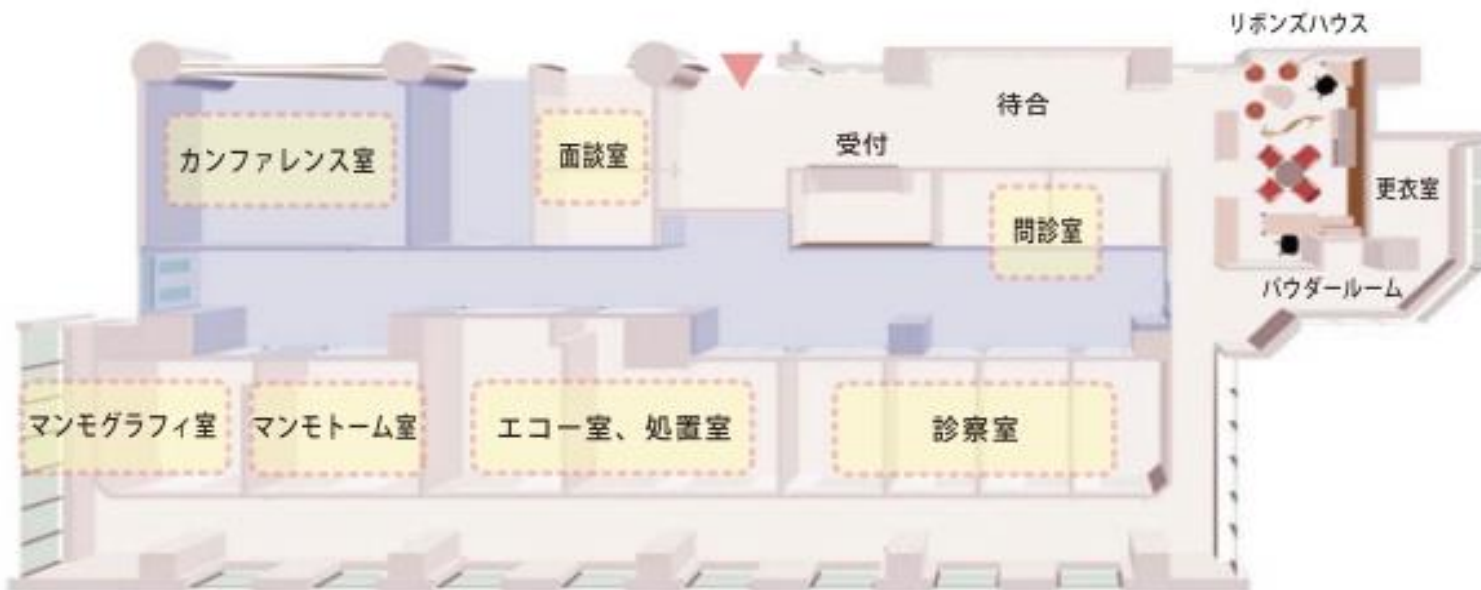 リボンズハウス
待合
受付
カンファレンス室
面談室
問診室
更衣室
パウダールーム
マンモグラフィ室
マンモトーム室
エコー室、処置室
診察室